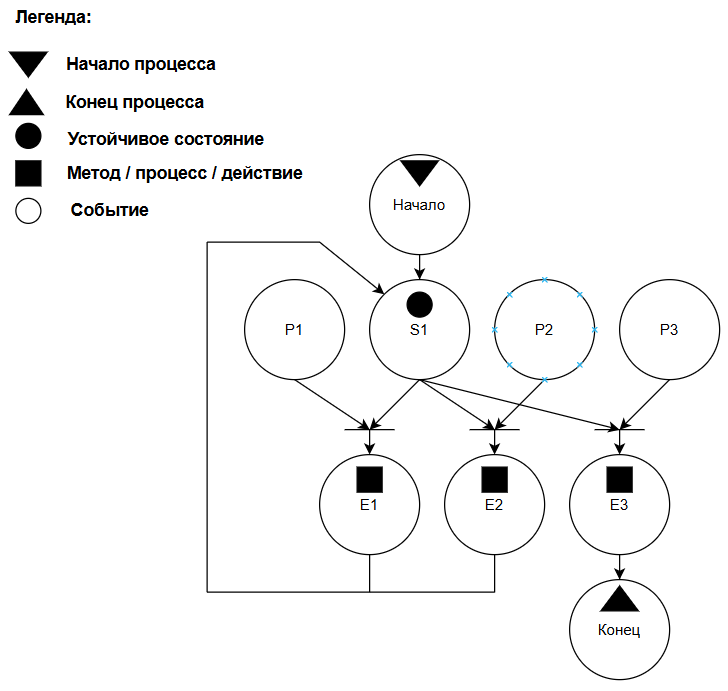 Легенда:
Начало процесса
Конец процесса
Устойчивое состояние
Метод / процесс / действие
Событие
Начало
P1
S1
P2
P3
E1
E2
E3
Конец